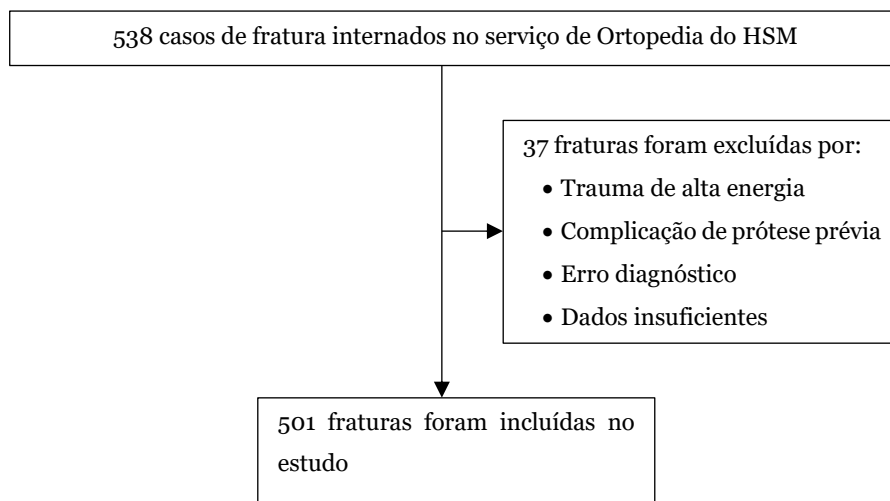 538 casos de fratura internados no serviço de Ortopedia do HSM
37 fraturas foram excluídas por:
• Trauma de alta energia
• Complicação de prótese prévia
• Erro diagnóstico
• Dados insuficientes
501 fraturas foram incluídas no
estudo